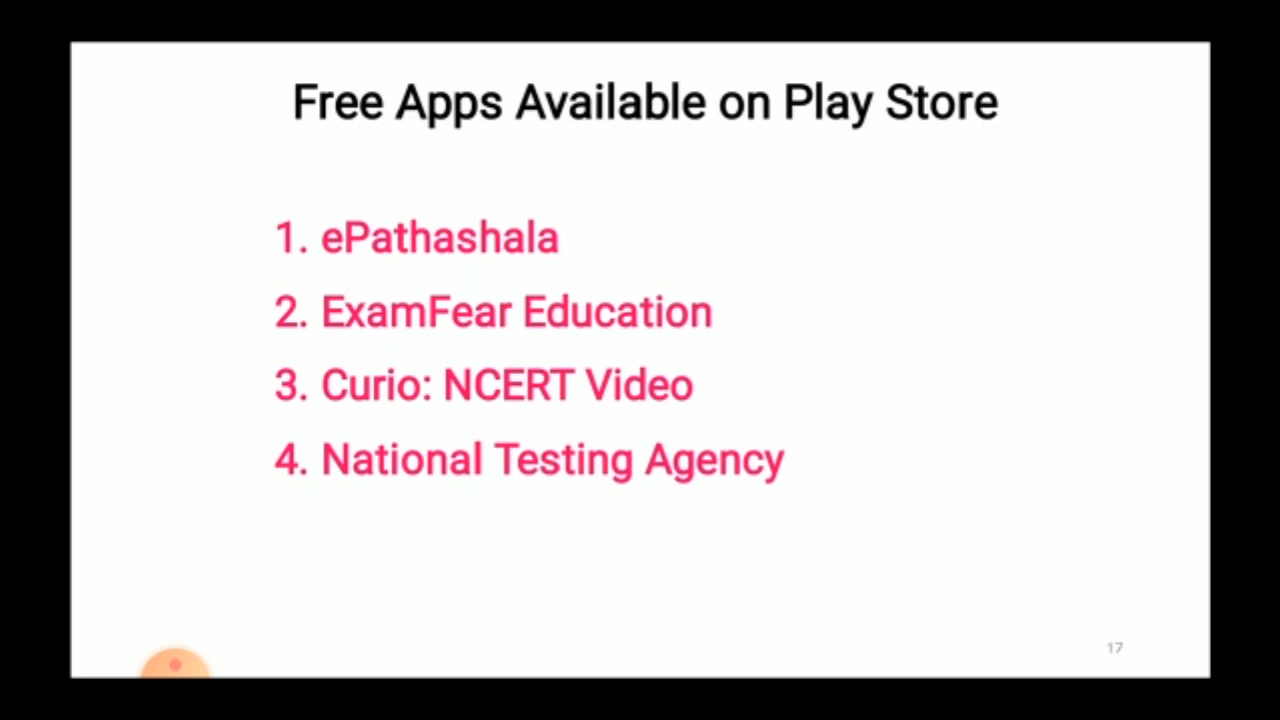 Free Apps Available on Play Store
1. ePathashala
2. ExamFear Education
3. Curio: NCERT Video
4. National Testing Agency
17